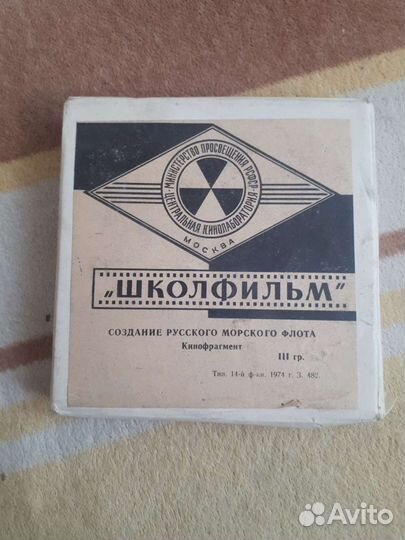 МИНИСТЕРСТВО ПРОСВЕЩЕНИЯ РСФСР
ЦЕНТРАЛЬНАЯ КИНОЛАБОРАТОРИЯ
МОСКВА
„ШКОЛФИЛЬМ"
СОЗДАНИЕ РУССКОГО МОРСКОГО ФЛОТА
Кинофрагмент
III гр.
Тип. 14-й ф-ки. 1974 г. З. 482.
Avito